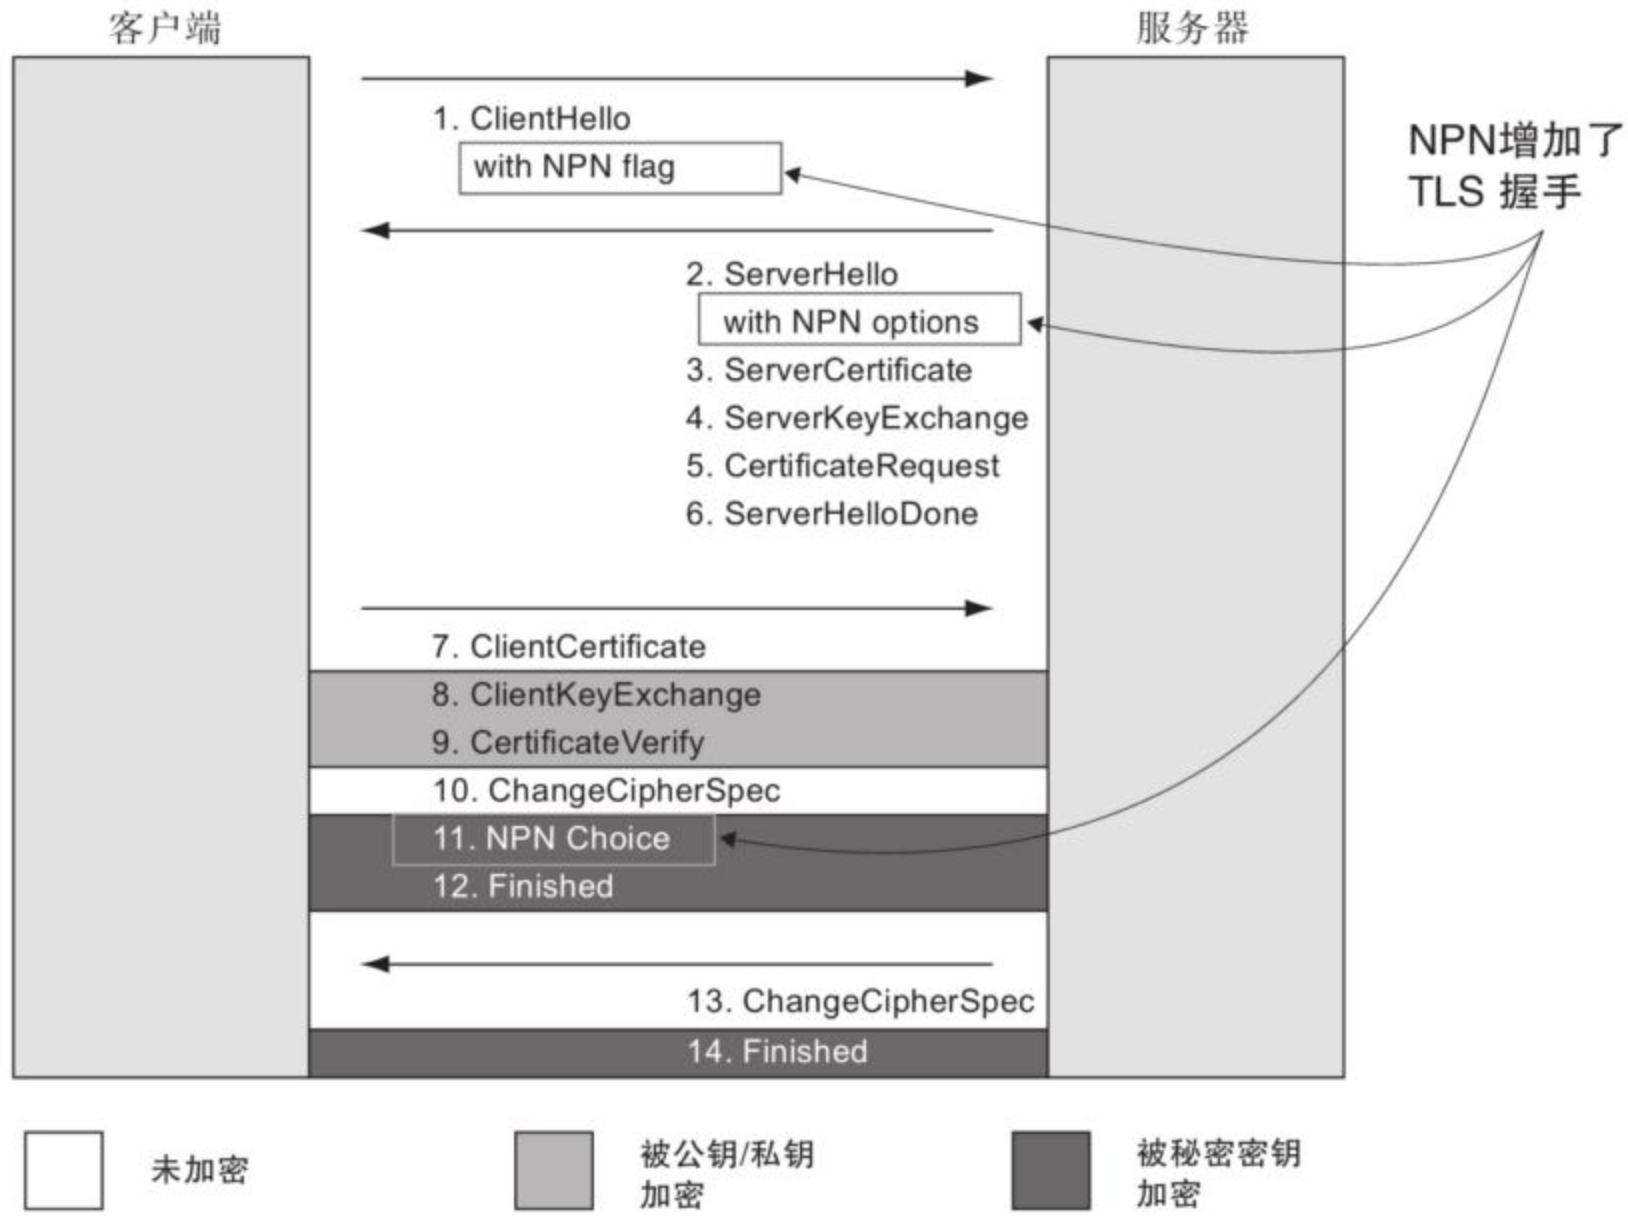 客户端
服务器
1. ClientHello
with NPN flag
NPN增加了
TLS 握手
2. ServerHello
with NPN options
3. ServerCertificate
4. ServerKeyExchange
5. CertificateRequest
6. ServerHelloDone
7. ClientCertificate
8. ClientKeyExchange
9. CertificateVerify
10. ChangeCipherSpec
11. NPN Choice
12. Finished
13. ChangeCipherSpec
14. Finished
未加密
被公钥/私钥
加密
被秘密密钥
加密